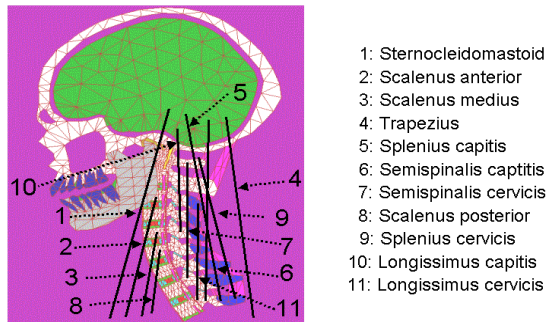 5
10
4
1
9
2
7
3
6
8
11
1: Sternocleidomastoid
2: Scalenus anterior
3: Scalenus medius
4: Trapezius
5: Splenius capitis
6: Semispinalis captitis
7: Semispinalis cervicis
8: Scalenus posterior
9: Splenius cervicis
10: Longissimus capitis
11: Longissimus cervicis